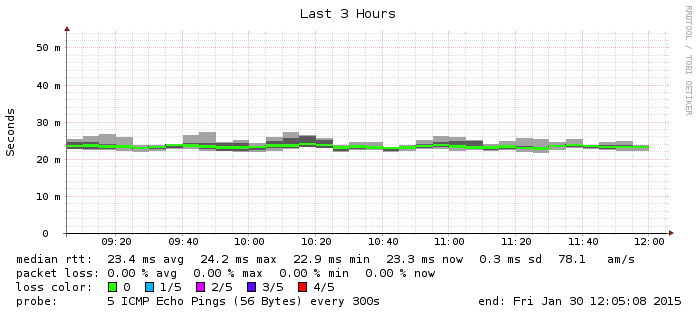 Last 3 Hours
RRDTOOL / TOBI OETIKER
Seconds
50 m
40 m
30 m
20 m
10 m
0
09:20 09:40 10:00 10:20 10:40 11:00 11:20 11:40 12:00
median rtt: 23.4 ms avg 24.2 ms max 22.9 ms min 23.3 ms now 0.3 ms sd 78.1 am/s
packet loss: 0.00 % avg 0.00 % max 0.00 % min 0.00 % now
loss color: 0 1/5 2/5 3/5 4/5
probe: 5 ICMP Echo Pings (56 Bytes) every 300s end: Fri Jan 30 12:05:08 2015